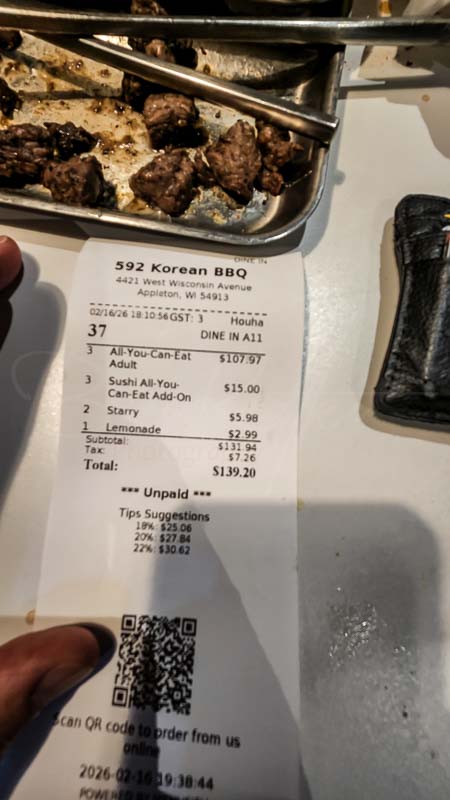 DINE IN
592 Korean BBQ
4421 West Wisconsin Avenue
Appleton, WI 54913
02/16/26 18:10:56 GST: 3 Houha
37 DINE IN A11
3 All-You-Can-Eat $107.97
Adult
3 Sushi All-You- $15.00
Can-Eat Add-On
2 Starry $5.98
1 Lemonade $2.99
Subtotal: $131.94
Tax: $7.26
Total: $139.20
*** Unpaid ***
Tips Suggestions
18%: $25.06
20%: $27.84
22%: $30.62
Scan QR code to order from us
online
2026-02-16 19:38:44
POWERED BY